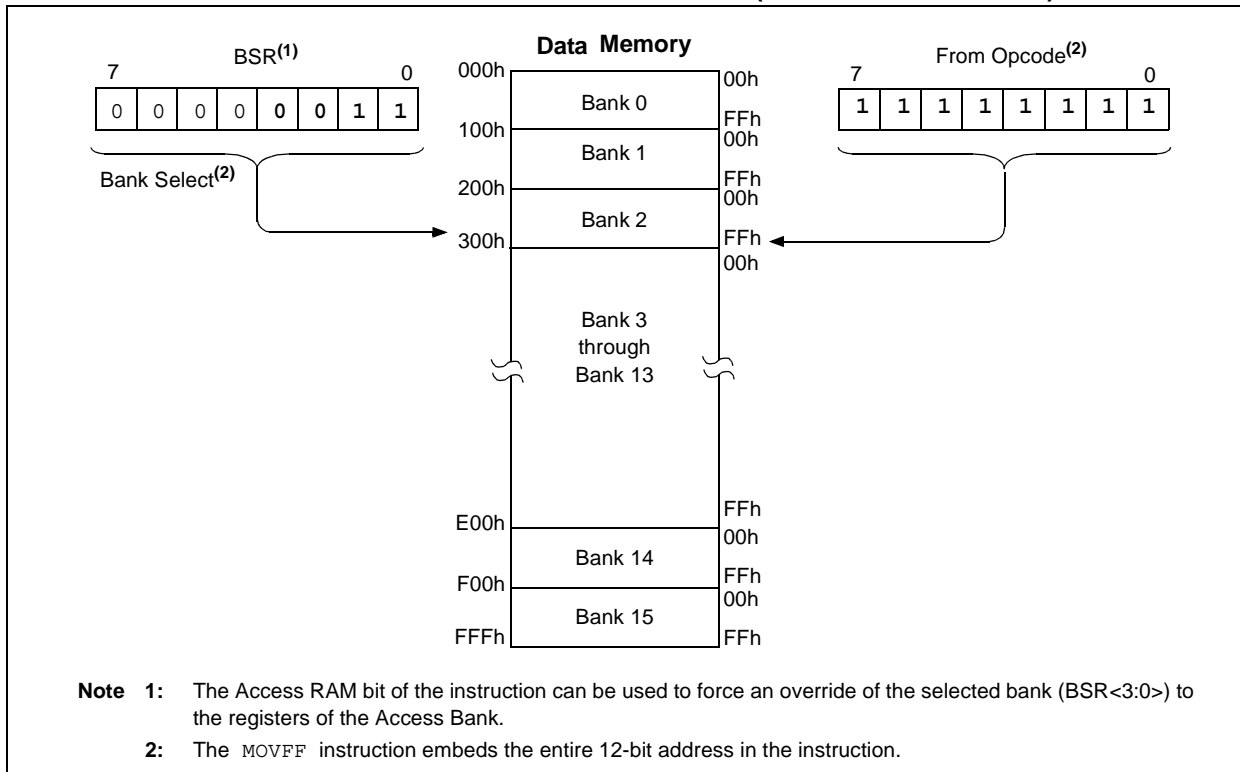 Data Memory
BSR(1)
7 0
0 0 0 0 0 0 1 1
Bank Select(2)
From Opcode(2)
7 0
1 1 1 1 1 1 1 1
000h
00h
Bank 0
FFh
100h
00h
Bank 1
FFh
200h
00h
Bank 2
FFh
300h
00h
Bank 3
through
Bank 13
FFh
E00h
00h
Bank 14
FFh
F00h
00h
Bank 15
FFFh
FFh
Note 1: The Access RAM bit of the instruction can be used to force an override of the selected bank (BSR<3:0>) to
the registers of the Access Bank.
2: The MOVFF instruction embeds the entire 12-bit address in the instruction.